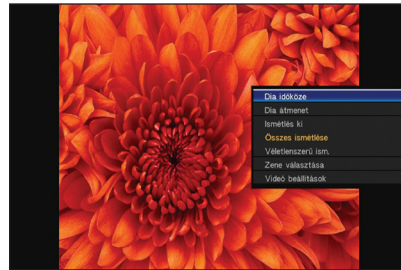 Dia időköze
Dia átmenet
Ismétlés ki
Összes ismétlése
Véletlenszerű ism.
Zene választása
Videó beállítások